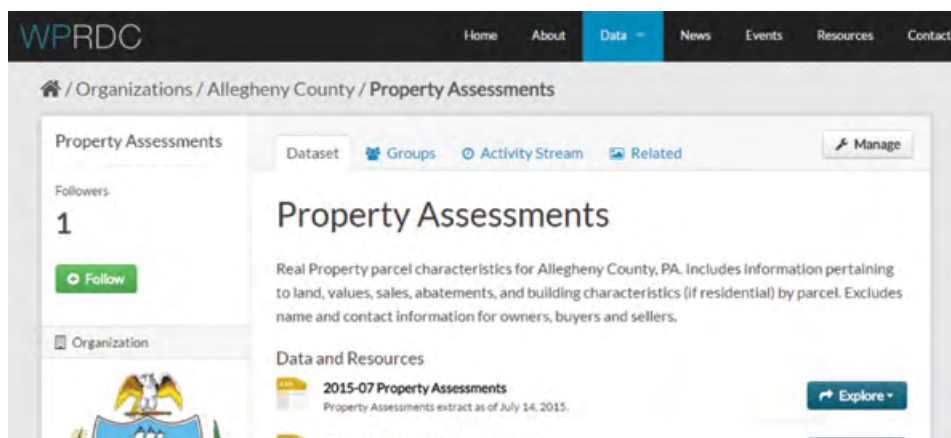 WPRDC Home About Data News Events Resources Contact
/ Organizations / Allegheny County / Property Assessments
Property Assessments
Followers
1
Follow
Organization
Dataset Groups Activity Stream Related Manage
Property Assessments
Real Property parcel characteristics for Allegheny County, PA. Includes information pertaining
to land, values, sales, abatements, and building characteristics (if residential) by parcel. Excludes
name and contact information for owners, buyers and sellers.
Data and Resources
2015-07 Property Assessments
Property Assessments extract as of July 14, 2015.
Explore